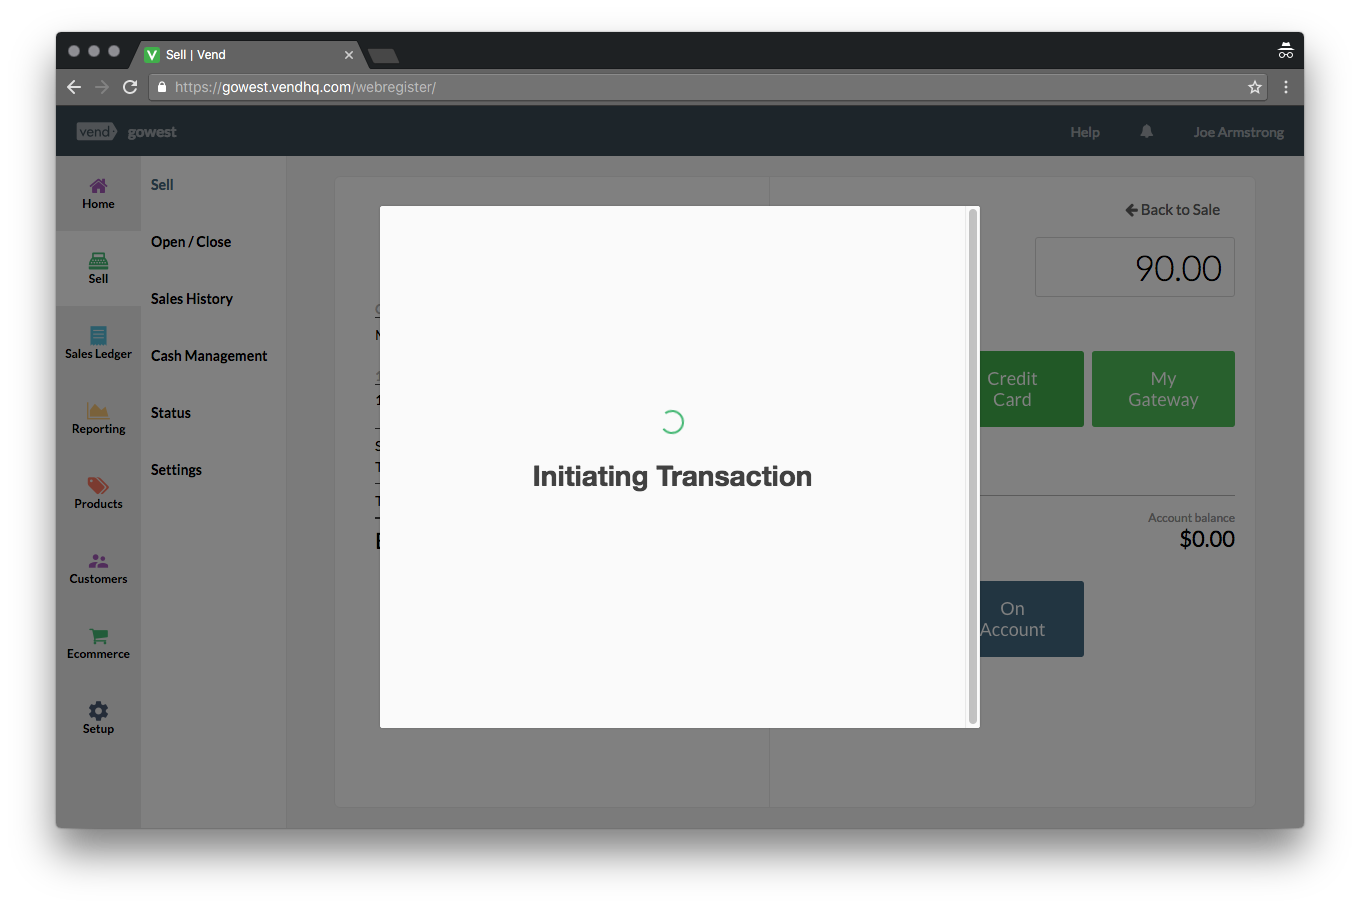 Sell | Vend
https://gowest.vendhq.com/webregister/
vend gowest
Help
Joe Armstrong
Home
Sell
Sales Ledger
Reporting
Products
Customers
Ecommerce
Setup
Sell
Open / Close
Sales History
Cash Management
Status
Settings
Back to Sale
90.00
Credit
Card
My
Gateway
Initiating Transaction
Account balance
$0.00
On
Account